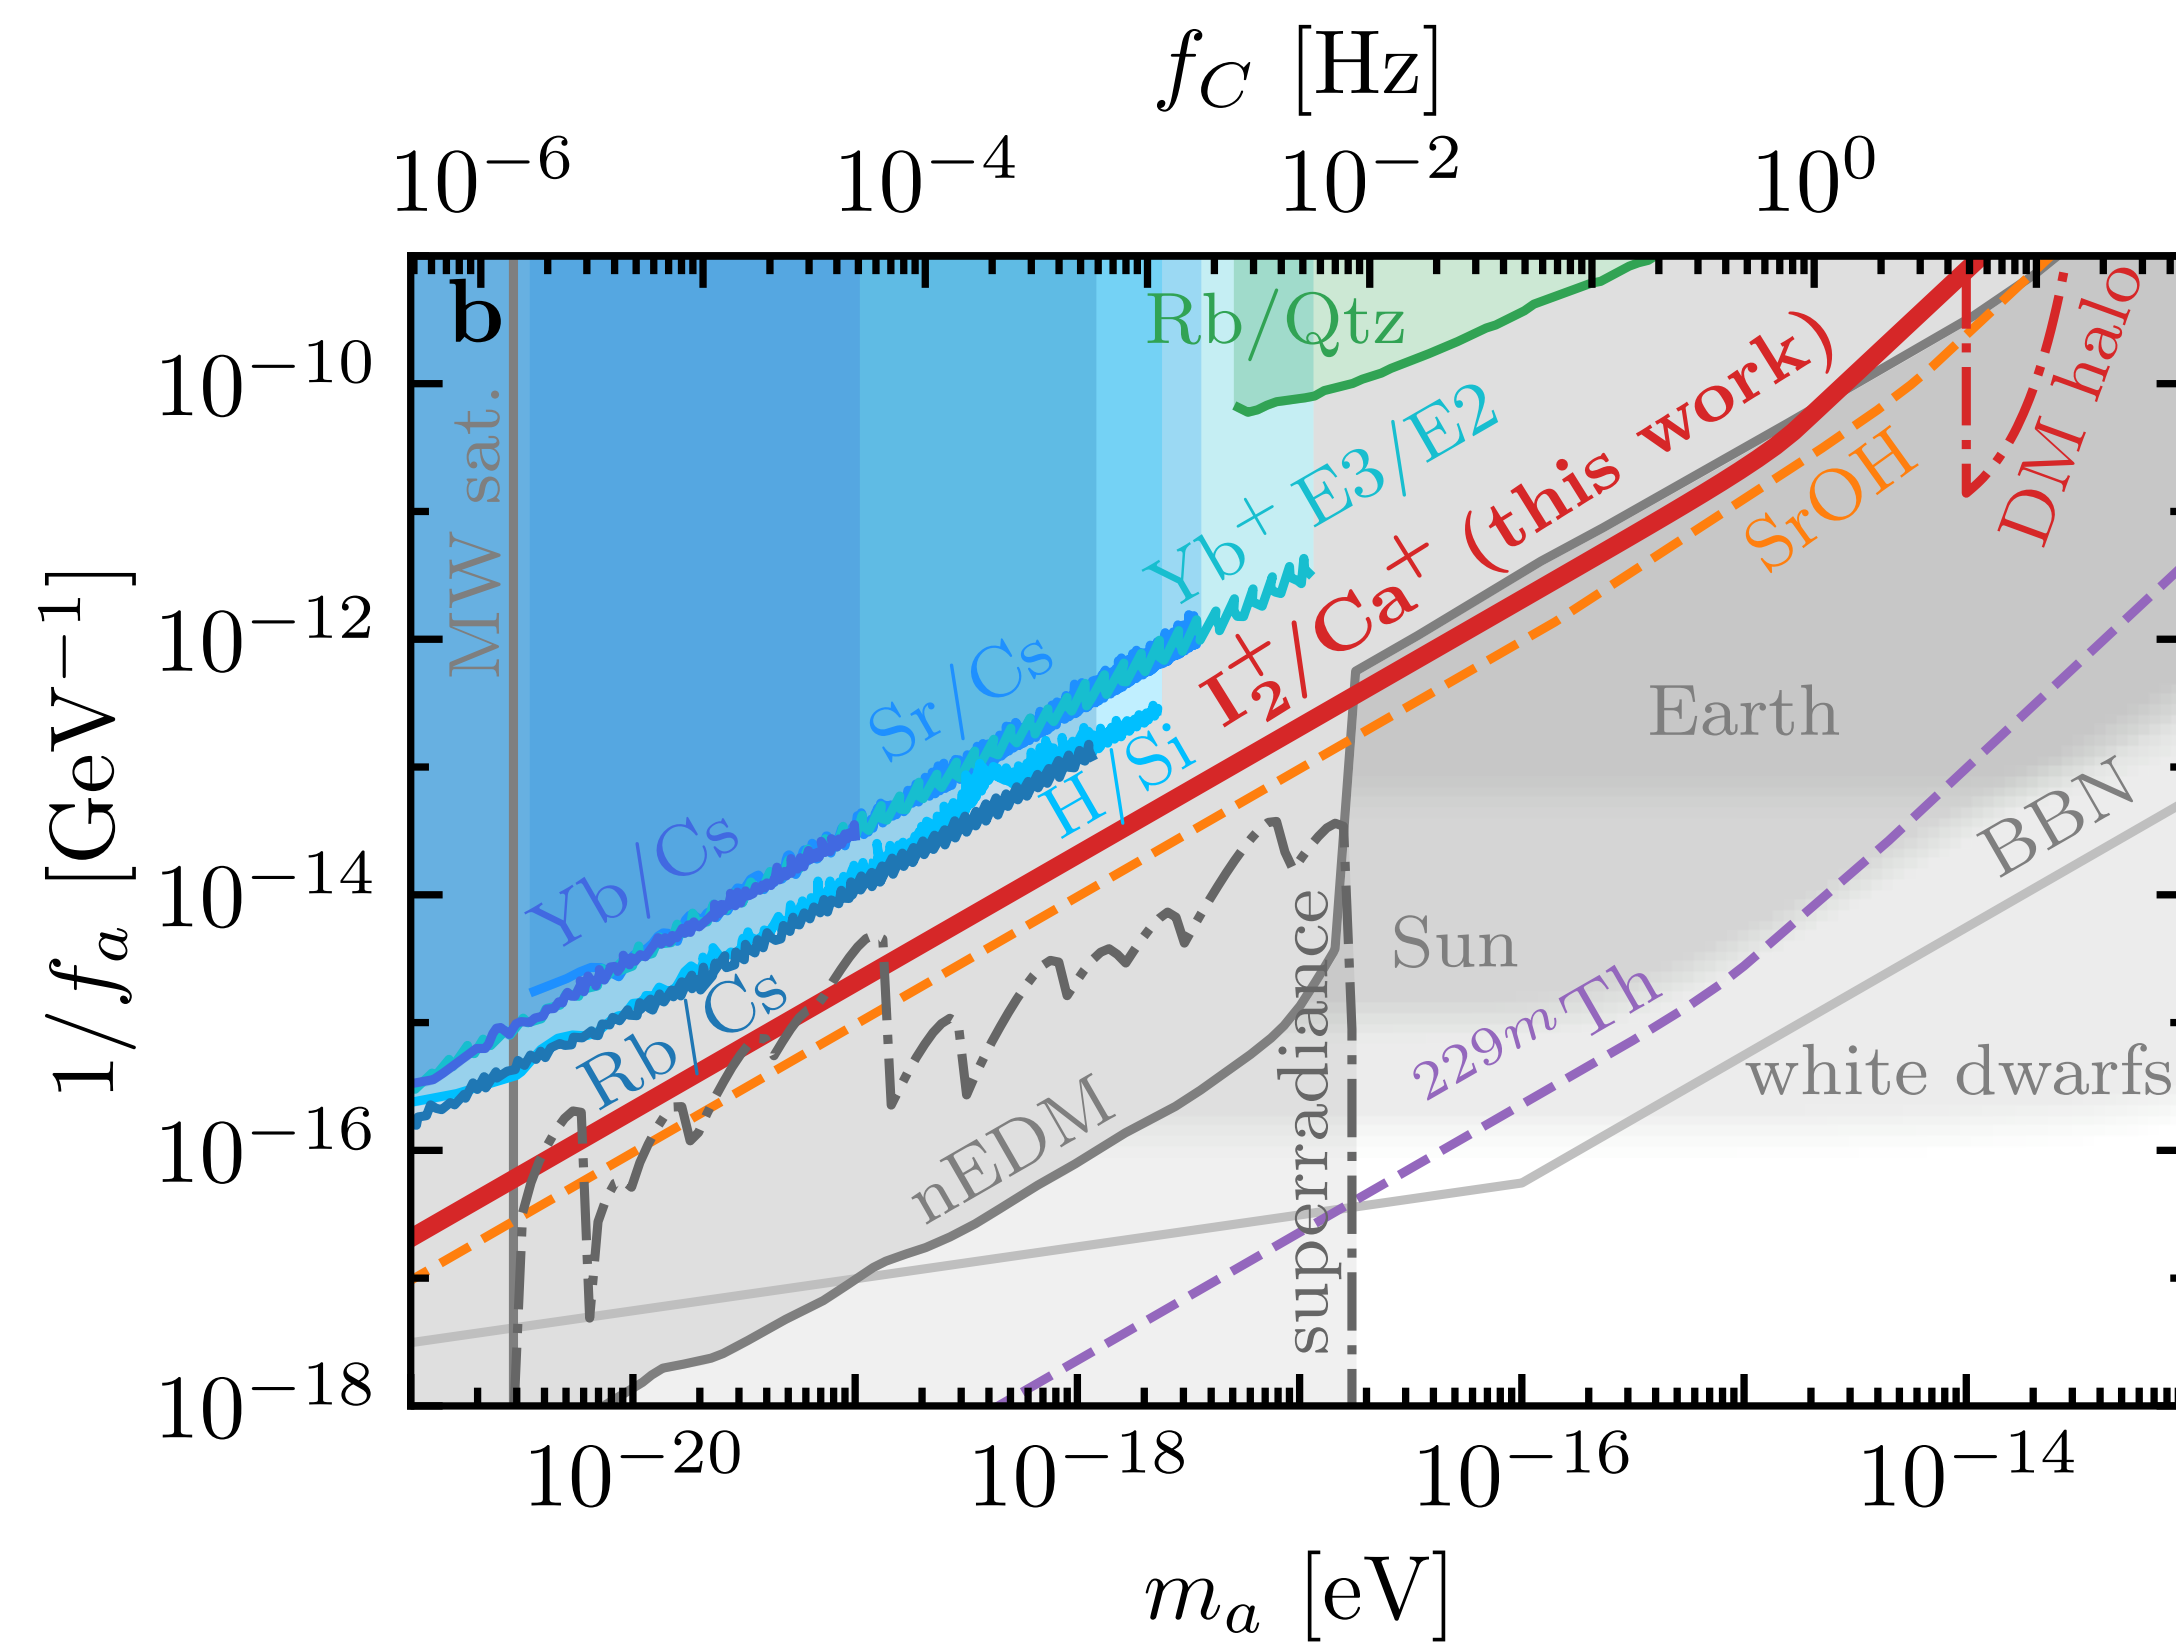 f_C [Hz]
10^−6 10^−4 10^−2 10^0
b
MW sat.
Rb/Qtz
DM halo
10^−10
Yb^+ E3/E2
I_2^+/Ca^+ (this work)
SrOH
10^−12
Sr/Cs
H/Si
Earth
1/f_a [GeV^−1]
Yb/Cs
BBN
10^−14
Sun
Rb/Cs
superradiance
229mTh
white dwarfs
nEDM
10^−16
10^−18
10^−20 10^−18 10^−16 10^−14
m_a [eV]